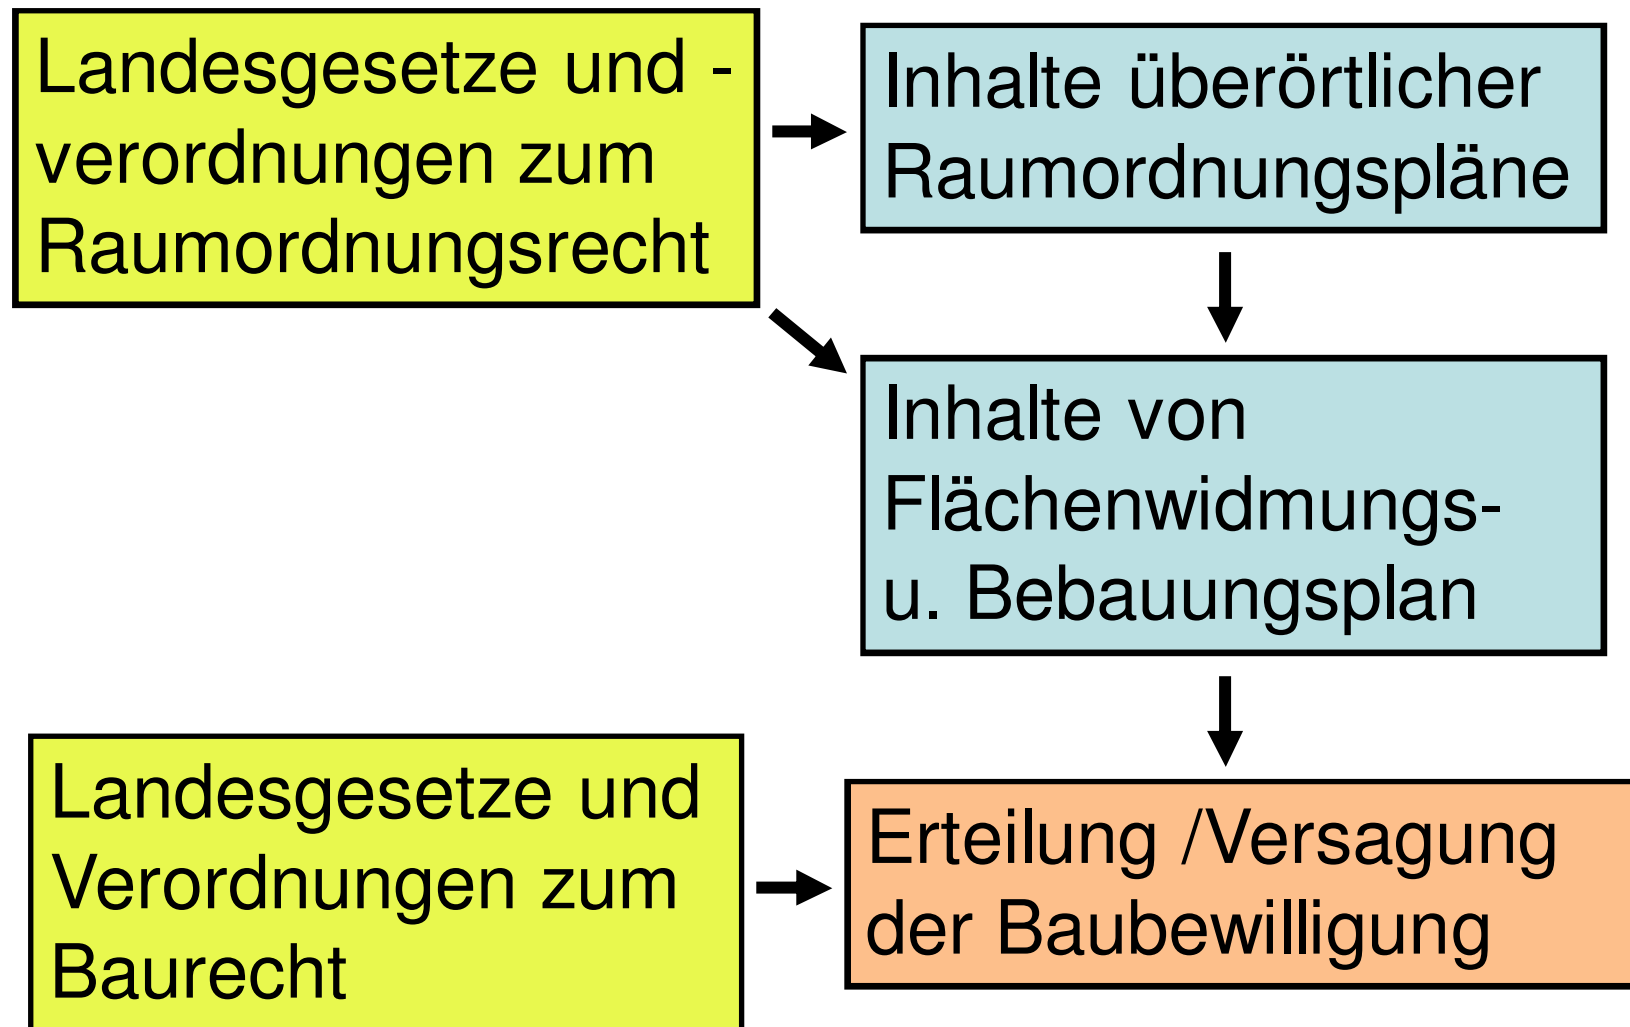 Landesgesetze und -
verordnungen zum
Raumordnungsrecht
Inhalte überörtlicher
Raumordnungspläne
Inhalte von
Flächenwidmungs-
u. Bebauungsplan
Landesgesetze und
Verordnungen zum
Baurecht
Erteilung /Versagung
der Baubewilligung